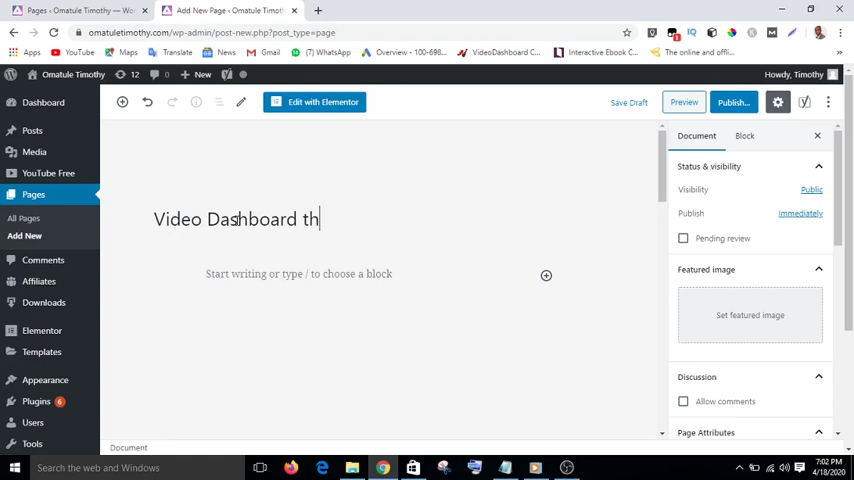 Pages ‹ Omatule Timothy — Wo
Add New Page ‹ Omatule Timothy
omatuletimothy.com/wp-admin/post-new.php?post_type=page
Apps
YouTube
Maps
Translate
News
Gmail
(7) WhatsApp
Overview - 100-698...
VideoDashboard C...
Interactive Ebook C...
The online and offli...
Omatule Timothy
12
0
New
Howdy, Timothy
Dashboard
Posts
Media
YouTube Free
Pages
All Pages
Add New
Comments
Affiliates
Downloads
Elementor
Templates
Appearance
Plugins 6
Users
Tools
Edit with Elementor
Save Draft
Preview
Publish...
Video Dashboard th
Start writing or type / to choose a block
Document
Block
Status & visibility
Visibility
Public
Publish
Immediately
Pending review
Featured image
Set featured image
Discussion
Allow comments
Page Attributes
Document
Search the web and Windows
7:02 PM
4/18/2020